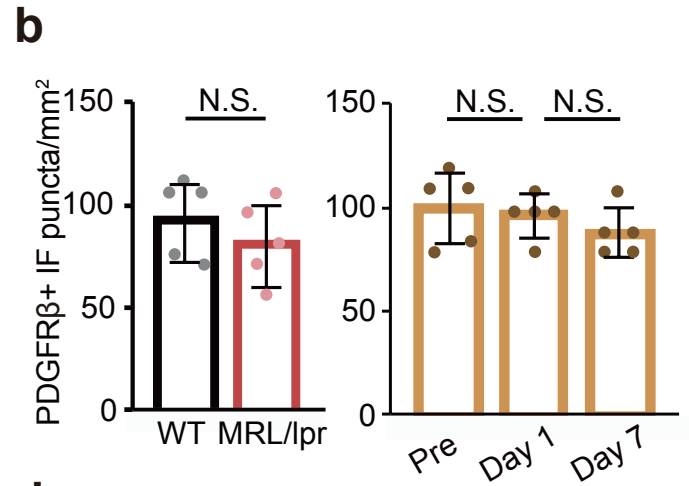 b
PDGFRβ+ IF puncta/mm²
150
100
50
0
N.S.
WT MRL/lpr
150
100
50
0
N.S. N.S.
Pre Day 1 Day 7